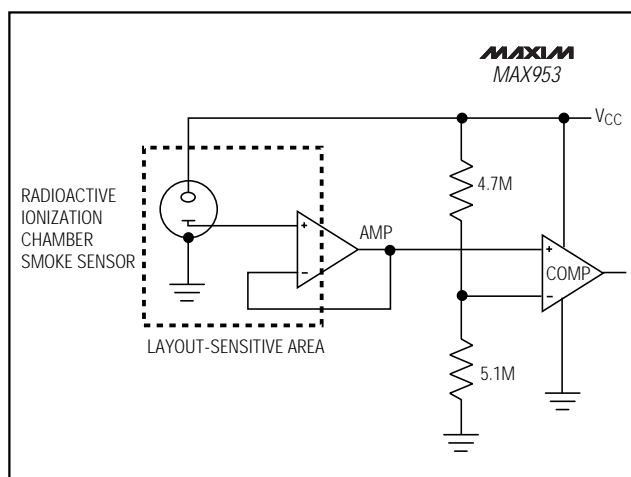 MAXIM
MAX953
VCC
RADIOACTIVE
IONIZATION
CHAMBER
SMOKE SENSOR
4.7M
+
-
AMP
+
-
COMP
LAYOUT-SENSITIVE AREA
5.1M